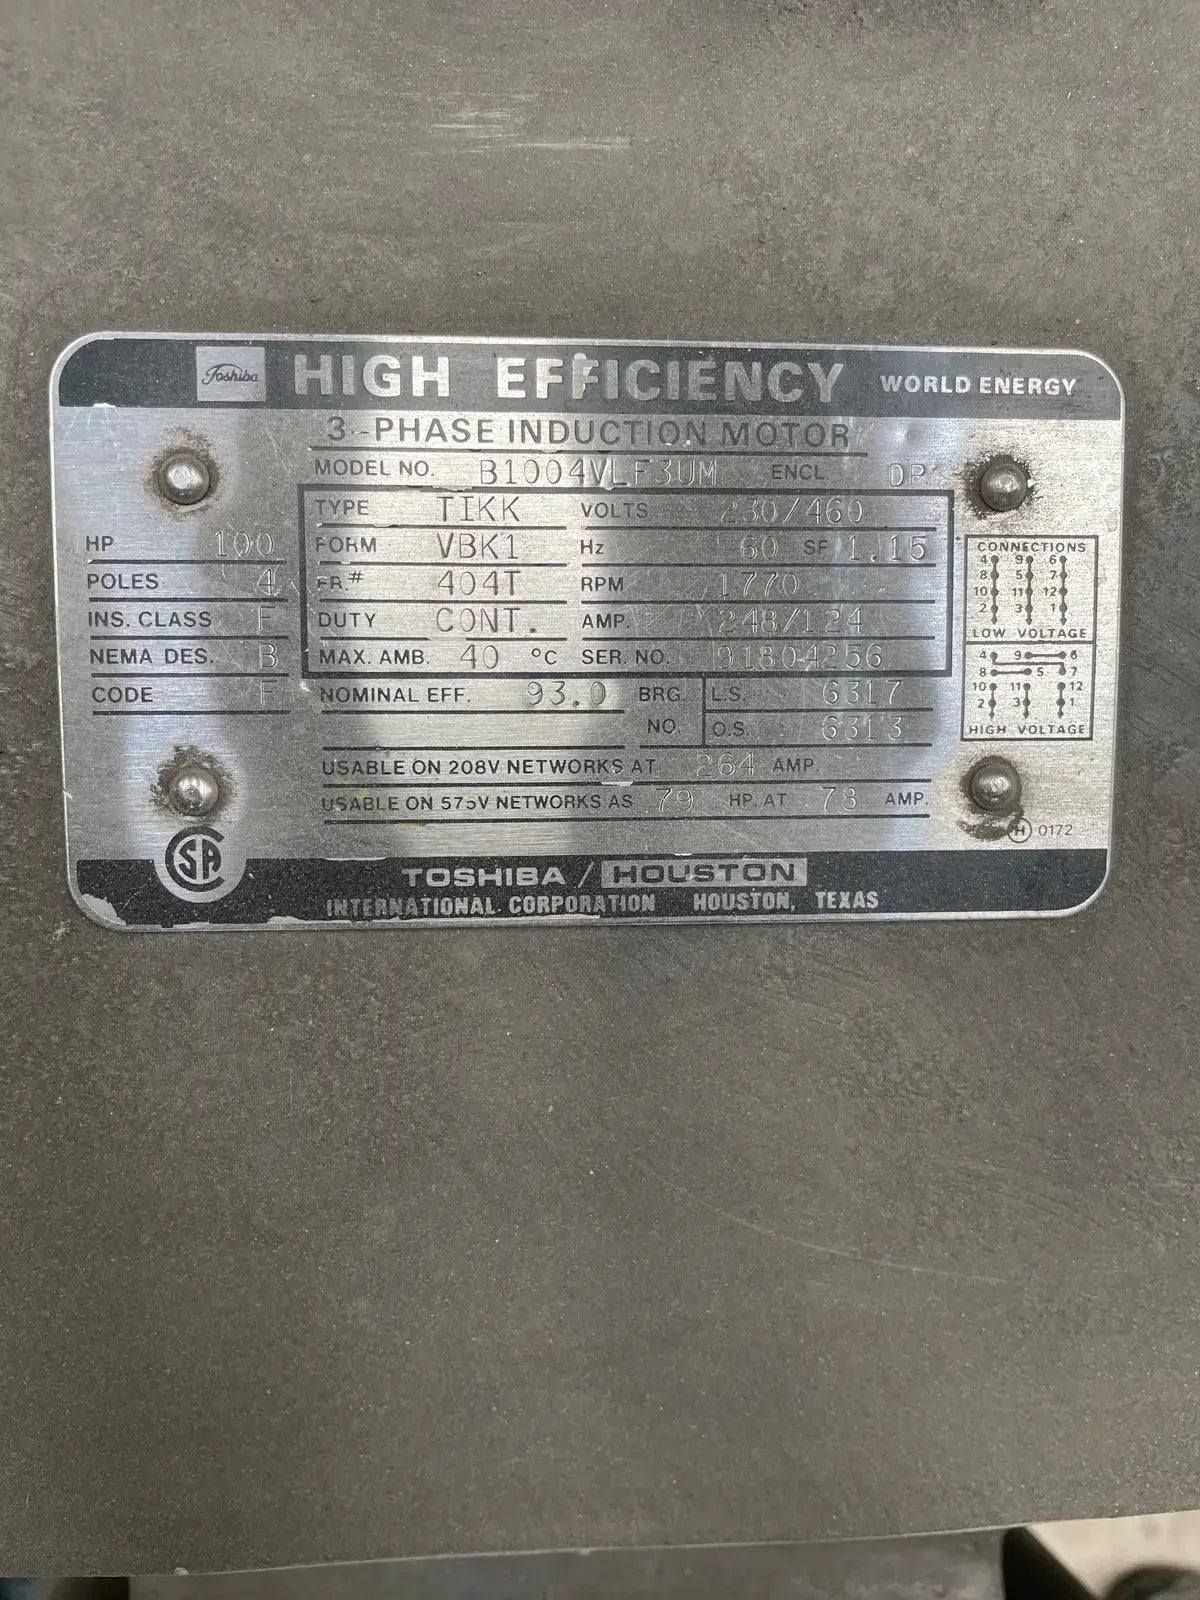 Toshiba HIGH EFFICIENCY WORLD ENERGY
3-PHASE INDUCTION MOTOR
MODEL NO. B1004VLF3UM ENCL. DP
TYPE TIKK VOLTS 230/460
HP 100 FORM VBK1 Hz 60 SF 1.15
POLES 4 FR.# 404T RPM 1770
INS. CLASS F DUTY CONT. AMP. 248/124
NEMA DES. B MAX. AMB. 40 °C SER. NO. 91804256
CODE F NOMINAL EFF. 93.0 BRG. L.S. 6317
NO. O.S. 6313
USABLE ON 208V NETWORKS AT 264 AMP.
USABLE ON 575V NETWORKS AS 79 HP. AT 78 AMP.
CONNECTIONS
4 9 6
8 5 7
10 11 12
2 3 1
LOW VOLTAGE
4 9 6
8 5 7
10 11 12
2 3 1
HIGH VOLTAGE
H 0172
SA
TOSHIBA / HOUSTON
INTERNATIONAL CORPORATION HOUSTON, TEXAS